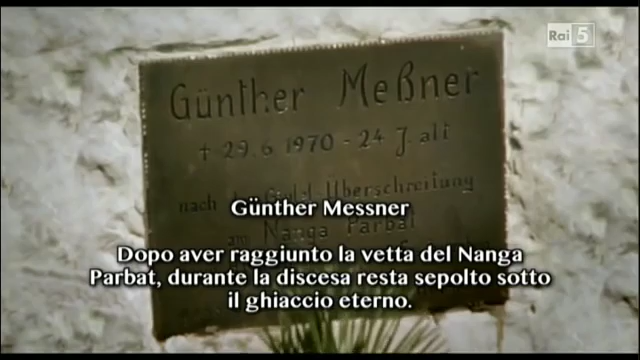 Rai 5
Günther Meßner
† 29.6 1970 - 24 J. alt
nach Überschreitung
Nanga Parbat
Günther Messner
Dopo aver raggiunto la vetta del Nanga
Parbat, durante la discesa resta sepolto sotto
il ghiaccio eterno.